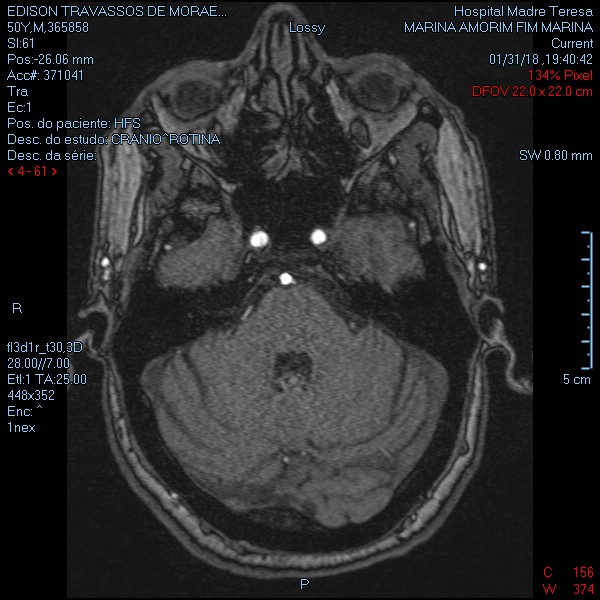 EDISON TRAVASSOS DE MORAE...
50Y,M,365858
Sl:61
Pos:-26.06 mm
Acc#: 371041
Tra
Ec:1
Pos. do paciente: HFS
Desc. do estudo: CRANIO^ROTINA
Desc. da série:
< 4 - 61 >
Lossy
Hospital Madre Teresa
MARINA AMORIM FIM MARINA
Current
01/31/18 ,19:40:42
134% Pixel
DFOV 22.0 x 22.0 cm
SW 0.80 mm
R
fl3d1r_t30,3D
28.00//7.00
Etl:1 TA:25.00
448x352
Enc: ^
1nex
5 cm
P
C 156
W 374